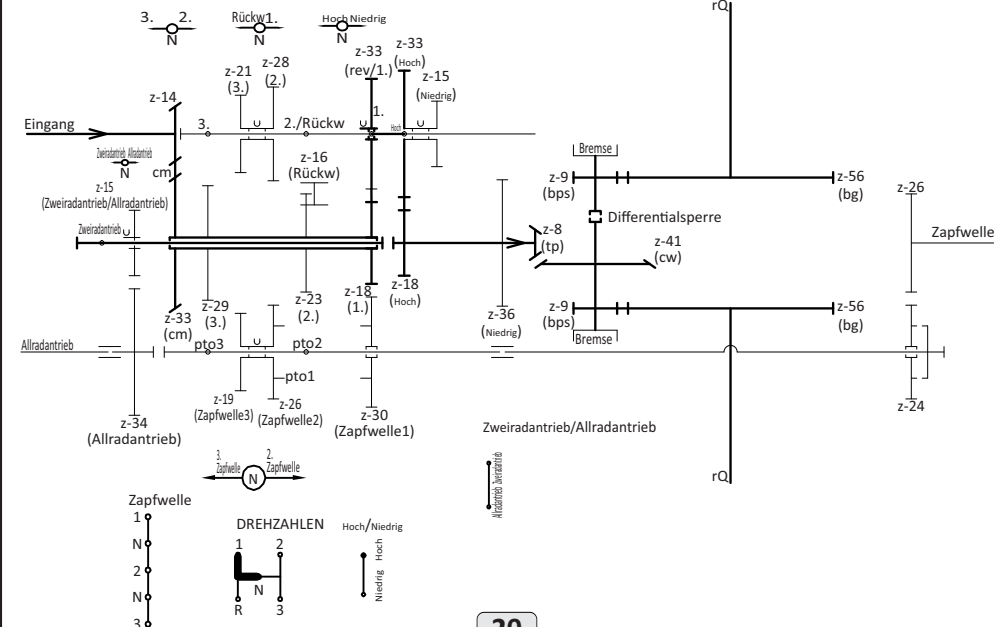 3. 2.
N
Rückw 1.
N
Hoch Niedrig
N
rQ
z-33
(rev/1.)
z-33
(Hoch)
z-21
(3.)
z-28
(2.)
z-15
(Niedrig)
z-14
1.
Eingang
3.
2./Rückw
Hoch
Zweiradantrieb Allradantrieb
N
cm
z-16
(Rückw)
Bremse
z-15
(Zweiradantrieb/Allradantrieb)
z-9
(bps)
z-56
(bg)
z-26
Zweiradantrieb
Differentialsperre
z-8
(tp)
z-41
(cw)
Zapfwelle
z-33
(cm)
z-29
(3.)
z-23
(2.)
z-18
(1.)
z-18
(Hoch)
z-36
(Niedrig)
z-9
(bps)
z-56
(bg)
Bremse
Allradantrieb
pto3
pto2
pto1
z-19
(Zapfwelle3)
z-26
(Zapfwelle2)
z-30
(Zapfwelle1)
z-24
z-34
(Allradantrieb)
Zweiradantrieb/Allradantrieb
3.
Zapfwelle
2.
Zapfwelle
N
Allradantrieb Zweiradantrieb
rQ
Zapfwelle
1
N
2
N
3
DREHZAHLEN
1 2
N
R 3
Hoch/Niedrig
Niedrig Hoch
20